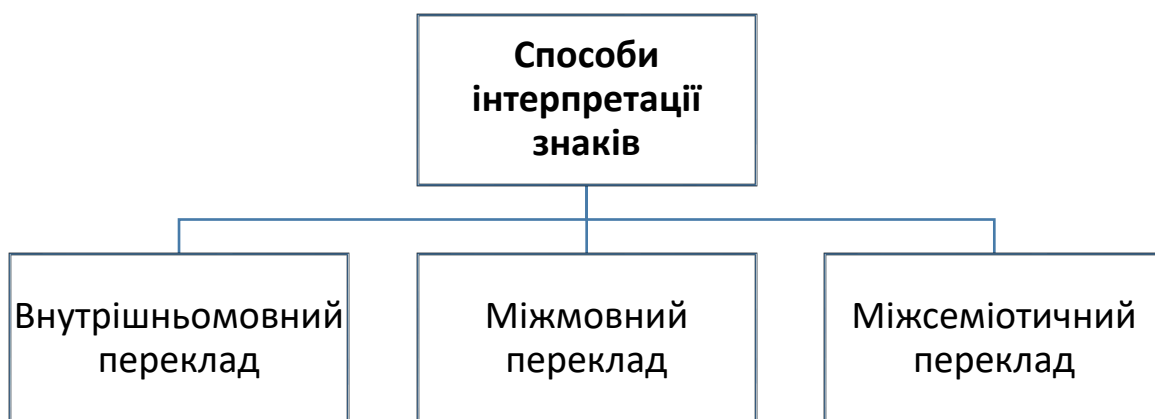 Способи
інтерпретації
знаків
Внутрішньомовний
переклад
Міжмовний
переклад
Міжсеміотичний
переклад